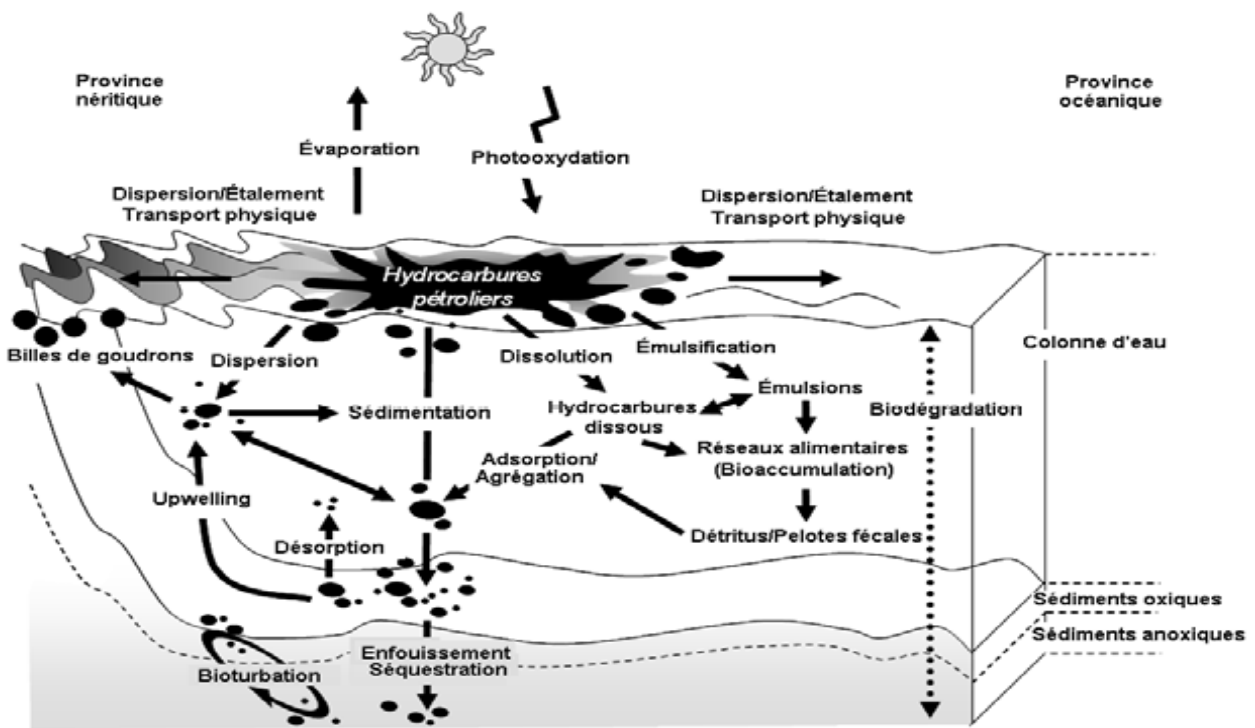 Province
néritique
Province
océanique
Évaporation
Photooxydation
Dispersion/Étalement
Transport physique
Dispersion/Étalement
Transport physique
Hydrocarbures
pétroliers
Billes de goudrons
Dispersion
Dissolution
Émulsification
Colonne d'eau
Sédimentation
Hydrocarbures
dissous
Émulsions
Biodégradation
Adsorption/
Agrégation
Réseaux alimentaires
(Bioaccumulation)
Upwelling
Désorption
Détritus/Pelotes fécales
Sédiments oxiques
Sédiments anoxiques
Enfouissement
Séquestration
Bioturbation